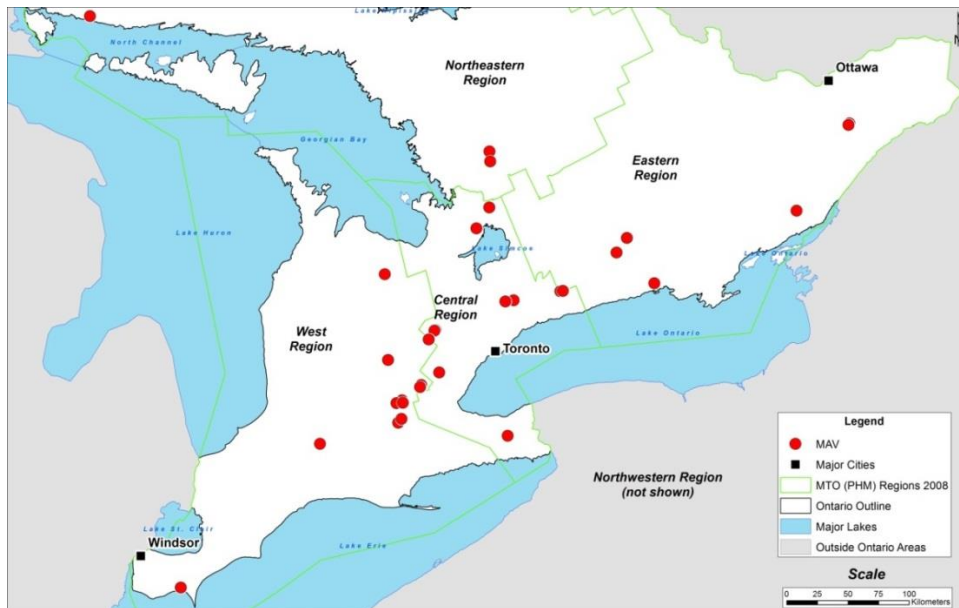 North Channel
Northeastern
Region
Ottawa
Georgian Bay
Eastern
Region
Lake Huron
Lake Simcoe
Lake Ontario
Central
Region
West
Region
Lake Ontario
Toronto
Northwestern Region
(not shown)
Lake St. Clair
Windsor
Lake Erie
Legend
MAV
Major Cities
MTO (PHM) Regions 2008
Ontario Outline
Major Lakes
Outside Ontario Areas
Scale
0 25 50 75 100
Kilometers